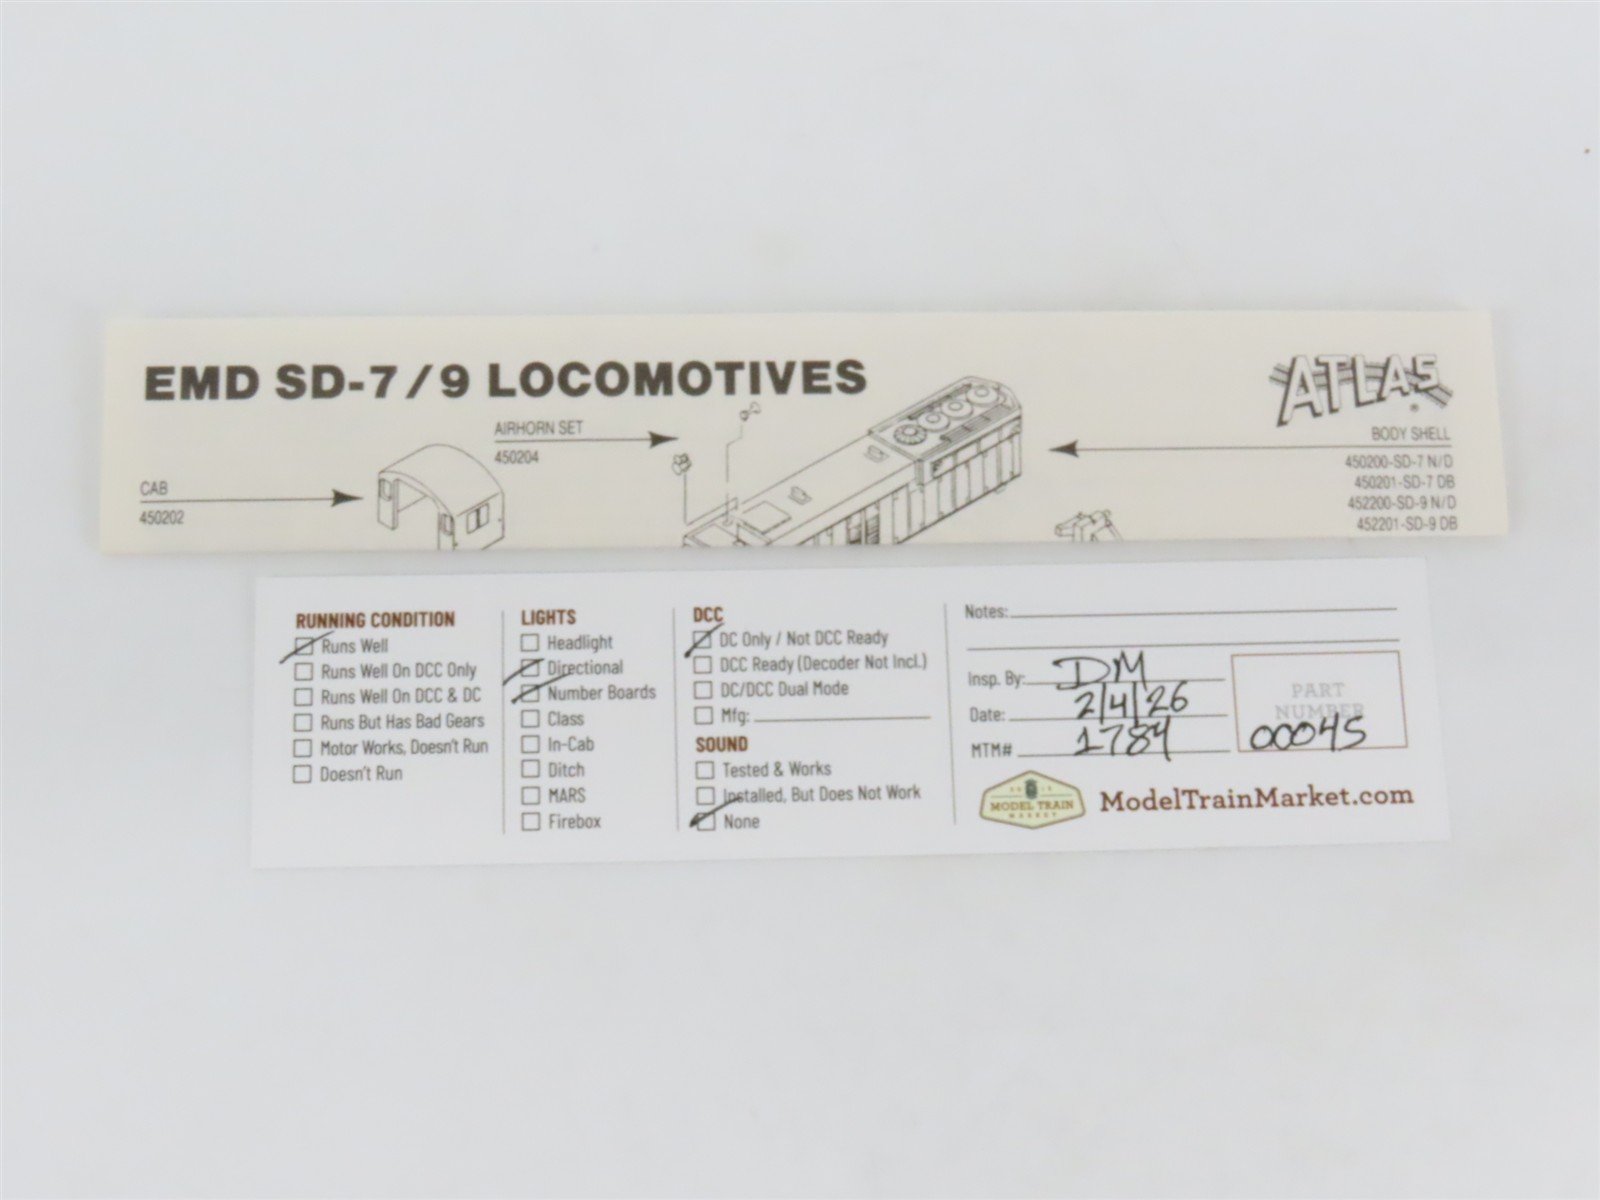 EMD SD-7/9 LOCOMOTIVES
ATLAS
®
AIRHORN SET
450204
BODY SHELL
450200-SD-7 N/D
450201-SD-7 DB
452200-SD-9 N/D
452201-SD-9 DB
CAB
450202
RUNNING CONDITION
Runs Well
Runs Well On DCC Only
Runs Well On DCC & DC
Runs But Has Bad Gears
Motor Works, Doesn't Run
Doesn't Run
LIGHTS
Headlight
Directional
Number Boards
Class
In-Cab
Ditch
MARS
Firebox
DCC
DC Only / Not DCC Ready
DCC Ready (Decoder Not Incl.)
DC/DCC Dual Mode
Mfg:
SOUND
Tested & Works
Installed, But Does Not Work
None
Notes:
Insp. By: DM
Date: 2/4/26
MTM# 1784
PART
NUMBER
00045
MODEL TRAIN
MARKET
ModelTrainMarket.com